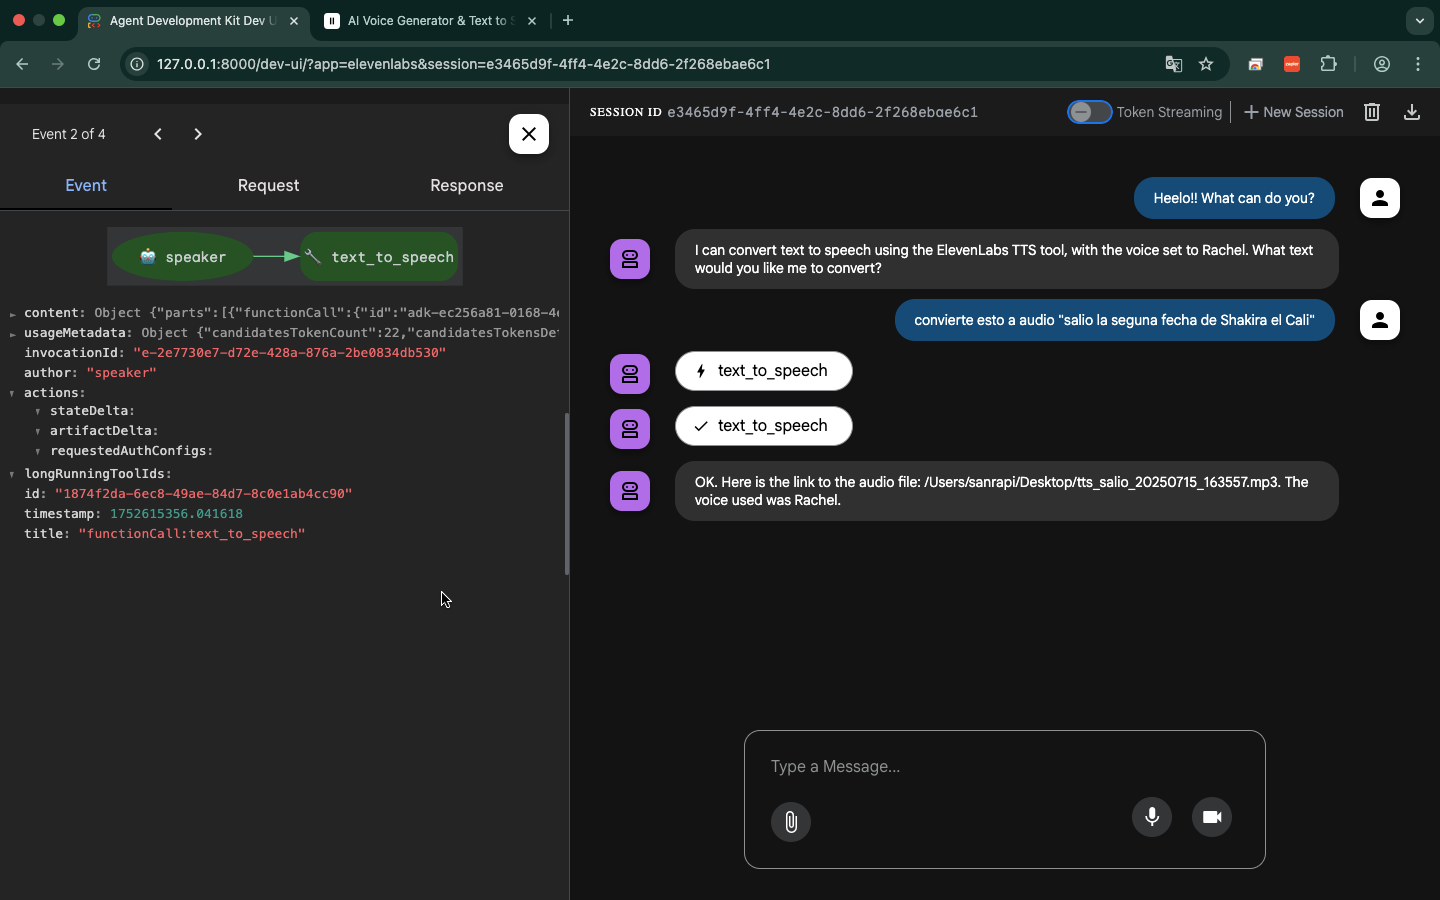 Agent Development Kit Dev U
AI Voice Generator & Text to S
127.0.0.1:8000/dev-ui/?app=elevenlabs&session=e3465d9f-4ff4-4e2c-8dd6-2f268ebae6c1
Event 2 of 4
Event
Request
Response
speaker
text_to_speech
content: Object {"parts":[{"functionCall":{"id":"adk-ec256a81-0168-4e
usageMetadata: Object {"candidatesTokenCount":22,"candidatesTokensDet
invocationId: "e-2e7730e7-d72e-428a-876a-2be0834db530"
author: "speaker"
actions:
stateDelta:
artifactDelta:
requestedAuthConfigs:
longRunningToolIds:
id: "1874f2da-6ec8-49ae-84d7-8c0e1ab4cc90"
timestamp: 1752615356.041618
title: "functionCall:text_to_speech"
SESSION ID e3465d9f-4ff4-4e2c-8dd6-2f268ebae6c1
Token Streaming
New Session
Heelo!! What can do you?
I can convert text to speech using the ElevenLabs TTS tool, with the voice set to Rachel. What text
would you like me to convert?
convierte esto a audio "salio la seguna fecha de Shakira el Cali"
text_to_speech
text_to_speech
OK. Here is the link to the audio file: /Users/sanrapi/Desktop/tts_salio_20250715_163557.mp3. The
voice used was Rachel.
Type a Message...